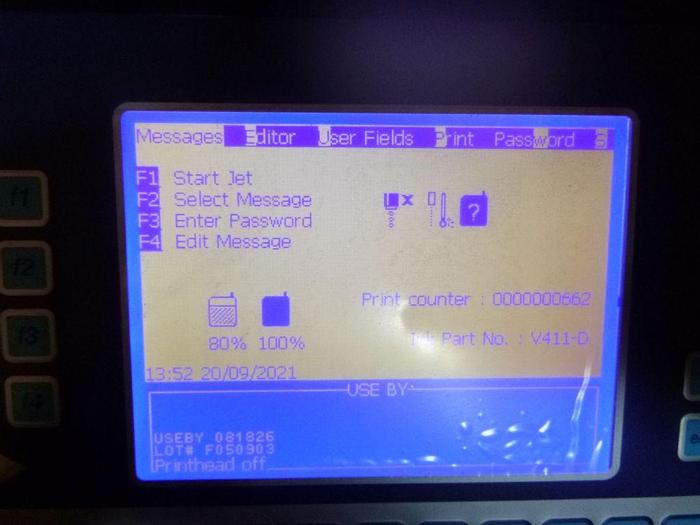 Messages Editor User Fields Print Password S
F1 Start Jet
F2 Select Message
F3 Enter Password
F4 Edit Message
?
Print counter : 0000000662
80% 100%
Ink Part No. : V411-D
13:52 20/09/2021
USE BY
USEBY 081826
LOT# F050903
Printhead off
f1
f2
f3
f4